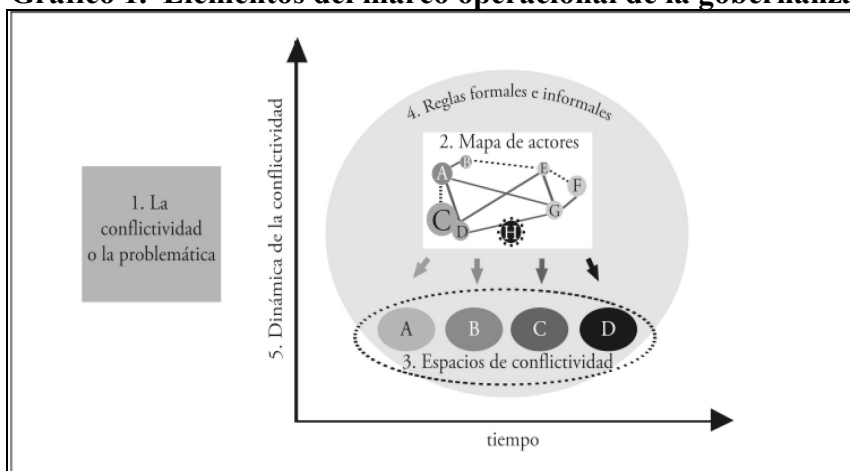 Gráfico 1. Elementos del marco operacional de la gobernanza
1. La
conflictividad
o la problemática
5. Dinámica de la conflictividad
4. Reglas formales e informales
2. Mapa de actores
A
B
E
F
C
D
G
H
A B C D
3. Espacios de conflictividad
tiempo